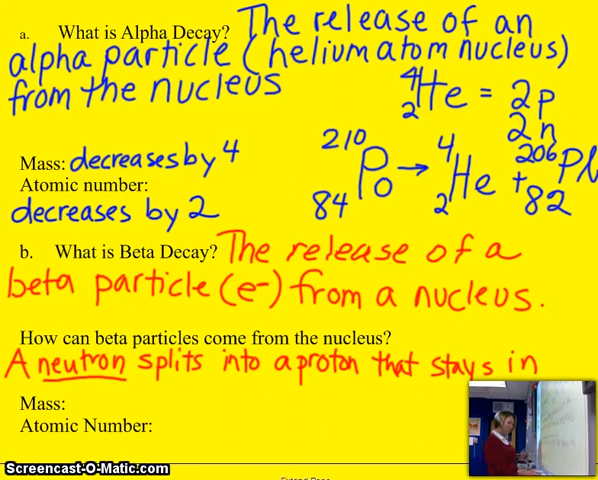 a. What is Alpha Decay? The release of an
alpha particle (helium atom nucleus)
from the nucleus
4 2 He = 2p
2n
Mass: decreases by 4
210 84 Po → 4 2 He + 206 82
Atomic number:
decreases by 2
b. What is Beta Decay? The release of a
beta particle (e-) from a nucleus.
How can beta particles come from the nucleus?
A neutron splits into a proton that stays in
Mass:
Atomic Number:
Screencast-O-Matic.com